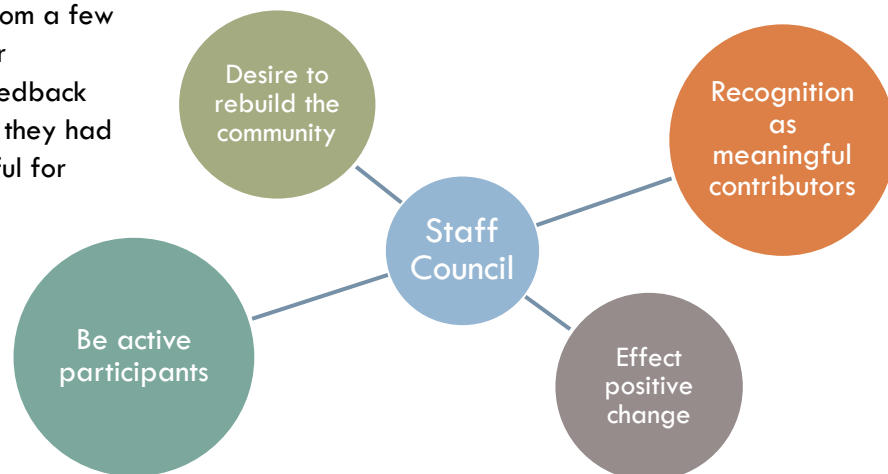 om a few
r
edback
they had
ul for
Desire to
rebuild the
community
Recognition
as
meaningful
contributors
Staff
Council
Be active
participants
Effect
positive
change